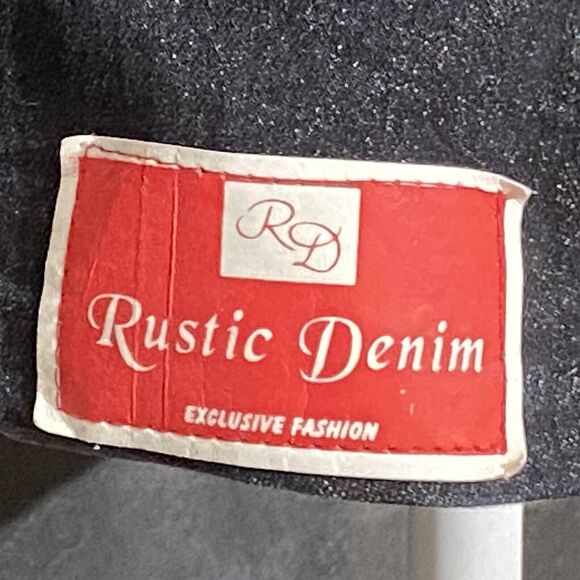 RD
Rustic Denim
EXCLUSIVE FASHION